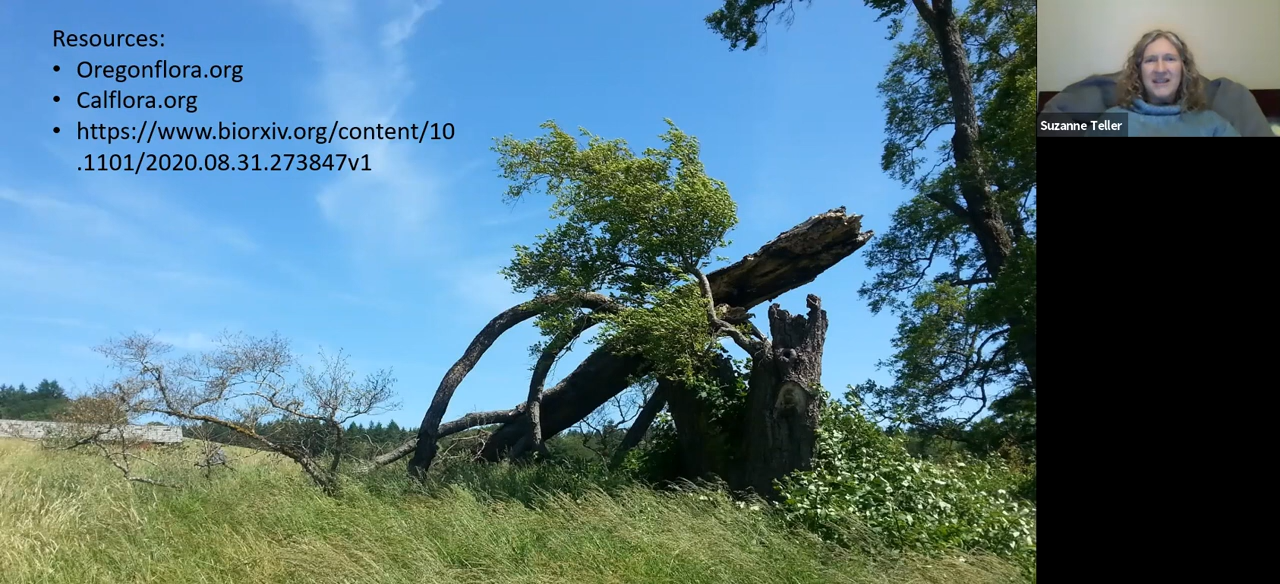 Resources:
• Oregonflora.org
• Calflora.org
• https://www.biorxiv.org/content/10
.1101/2020.08.31.273847v1
Suzanne Teller